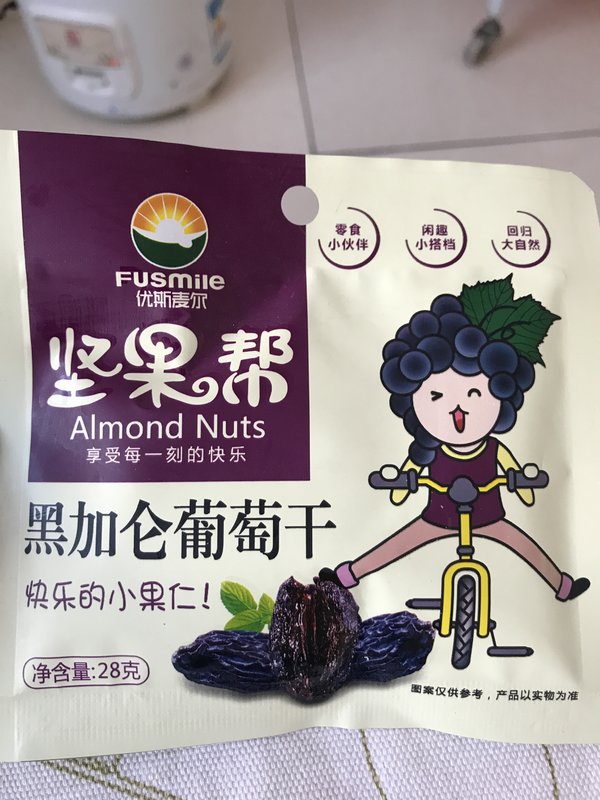 FUSmile
优斯麦尔
坚果帮
Almond Nuts
享受每一刻的快乐
零食
小伙伴
闲趣
小搭档
回归
大自然
黑加仑葡萄干
快乐的小果仁!
净含量:28克
图案仅供参考，产品以实物为准